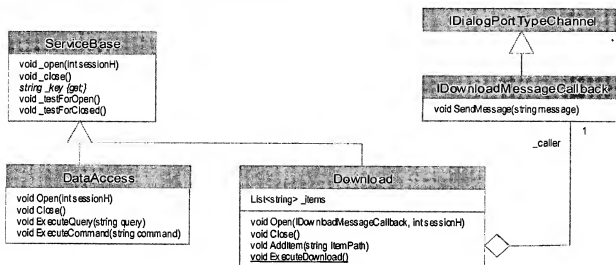 ServiceBase
void _open(int sessionH)
void _close()
string _key {get;}
void _testForOpen()
void _testForClosed()
IDialogPortTypeChannel
IDownloadMessageCallback
void SendMessage(string message)
_caller
1
DataAccess
void Open(int sessionH)
void Close()
void ExecuteQuery(string query)
void ExecuteCommand(string command)
Download
List<string> _items
void Open(IDownloadMessageCallback, int sessionH)
void Close()
void AddItem(string ItemPath)
void ExecuteDownload()